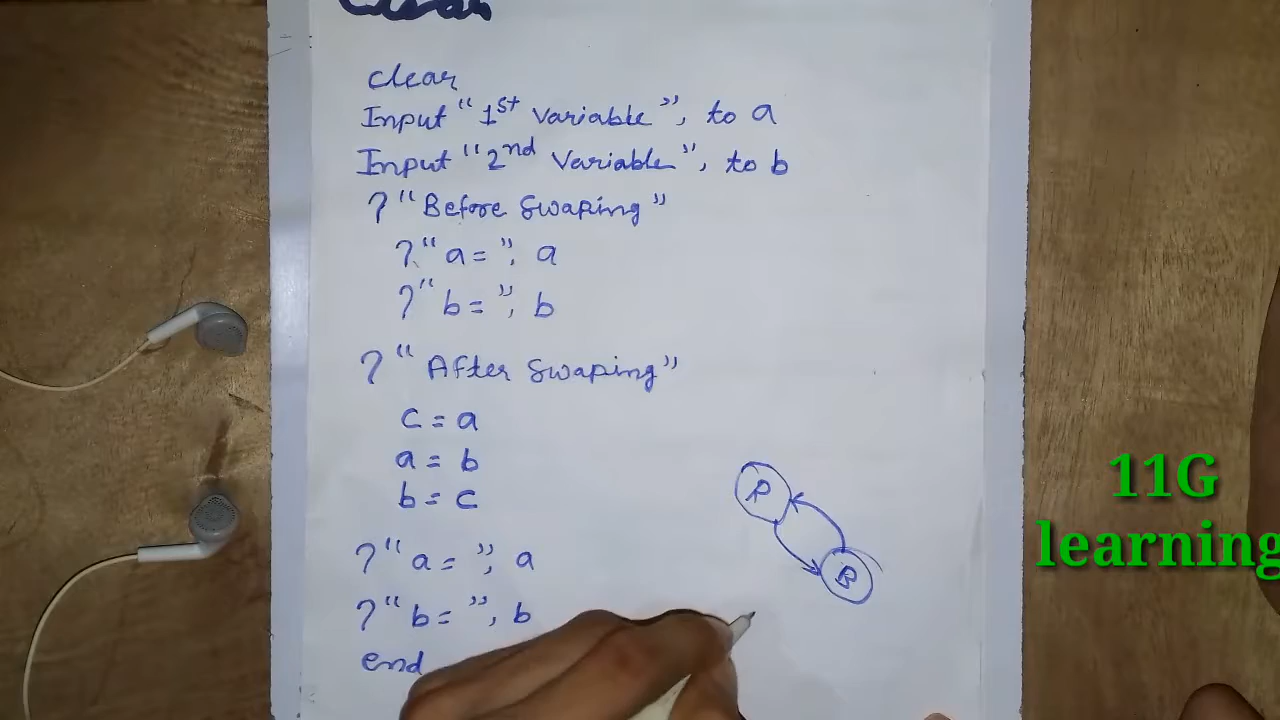 Clear
Input "1st Variable", to a
Input "2nd Variable", to b
?"Before Swaping"
?"a=", a
?"b=", b
?"After Swaping"
c = a
a = b
b = c
?"a=", a
?"b=", b
end
B
11G
learning